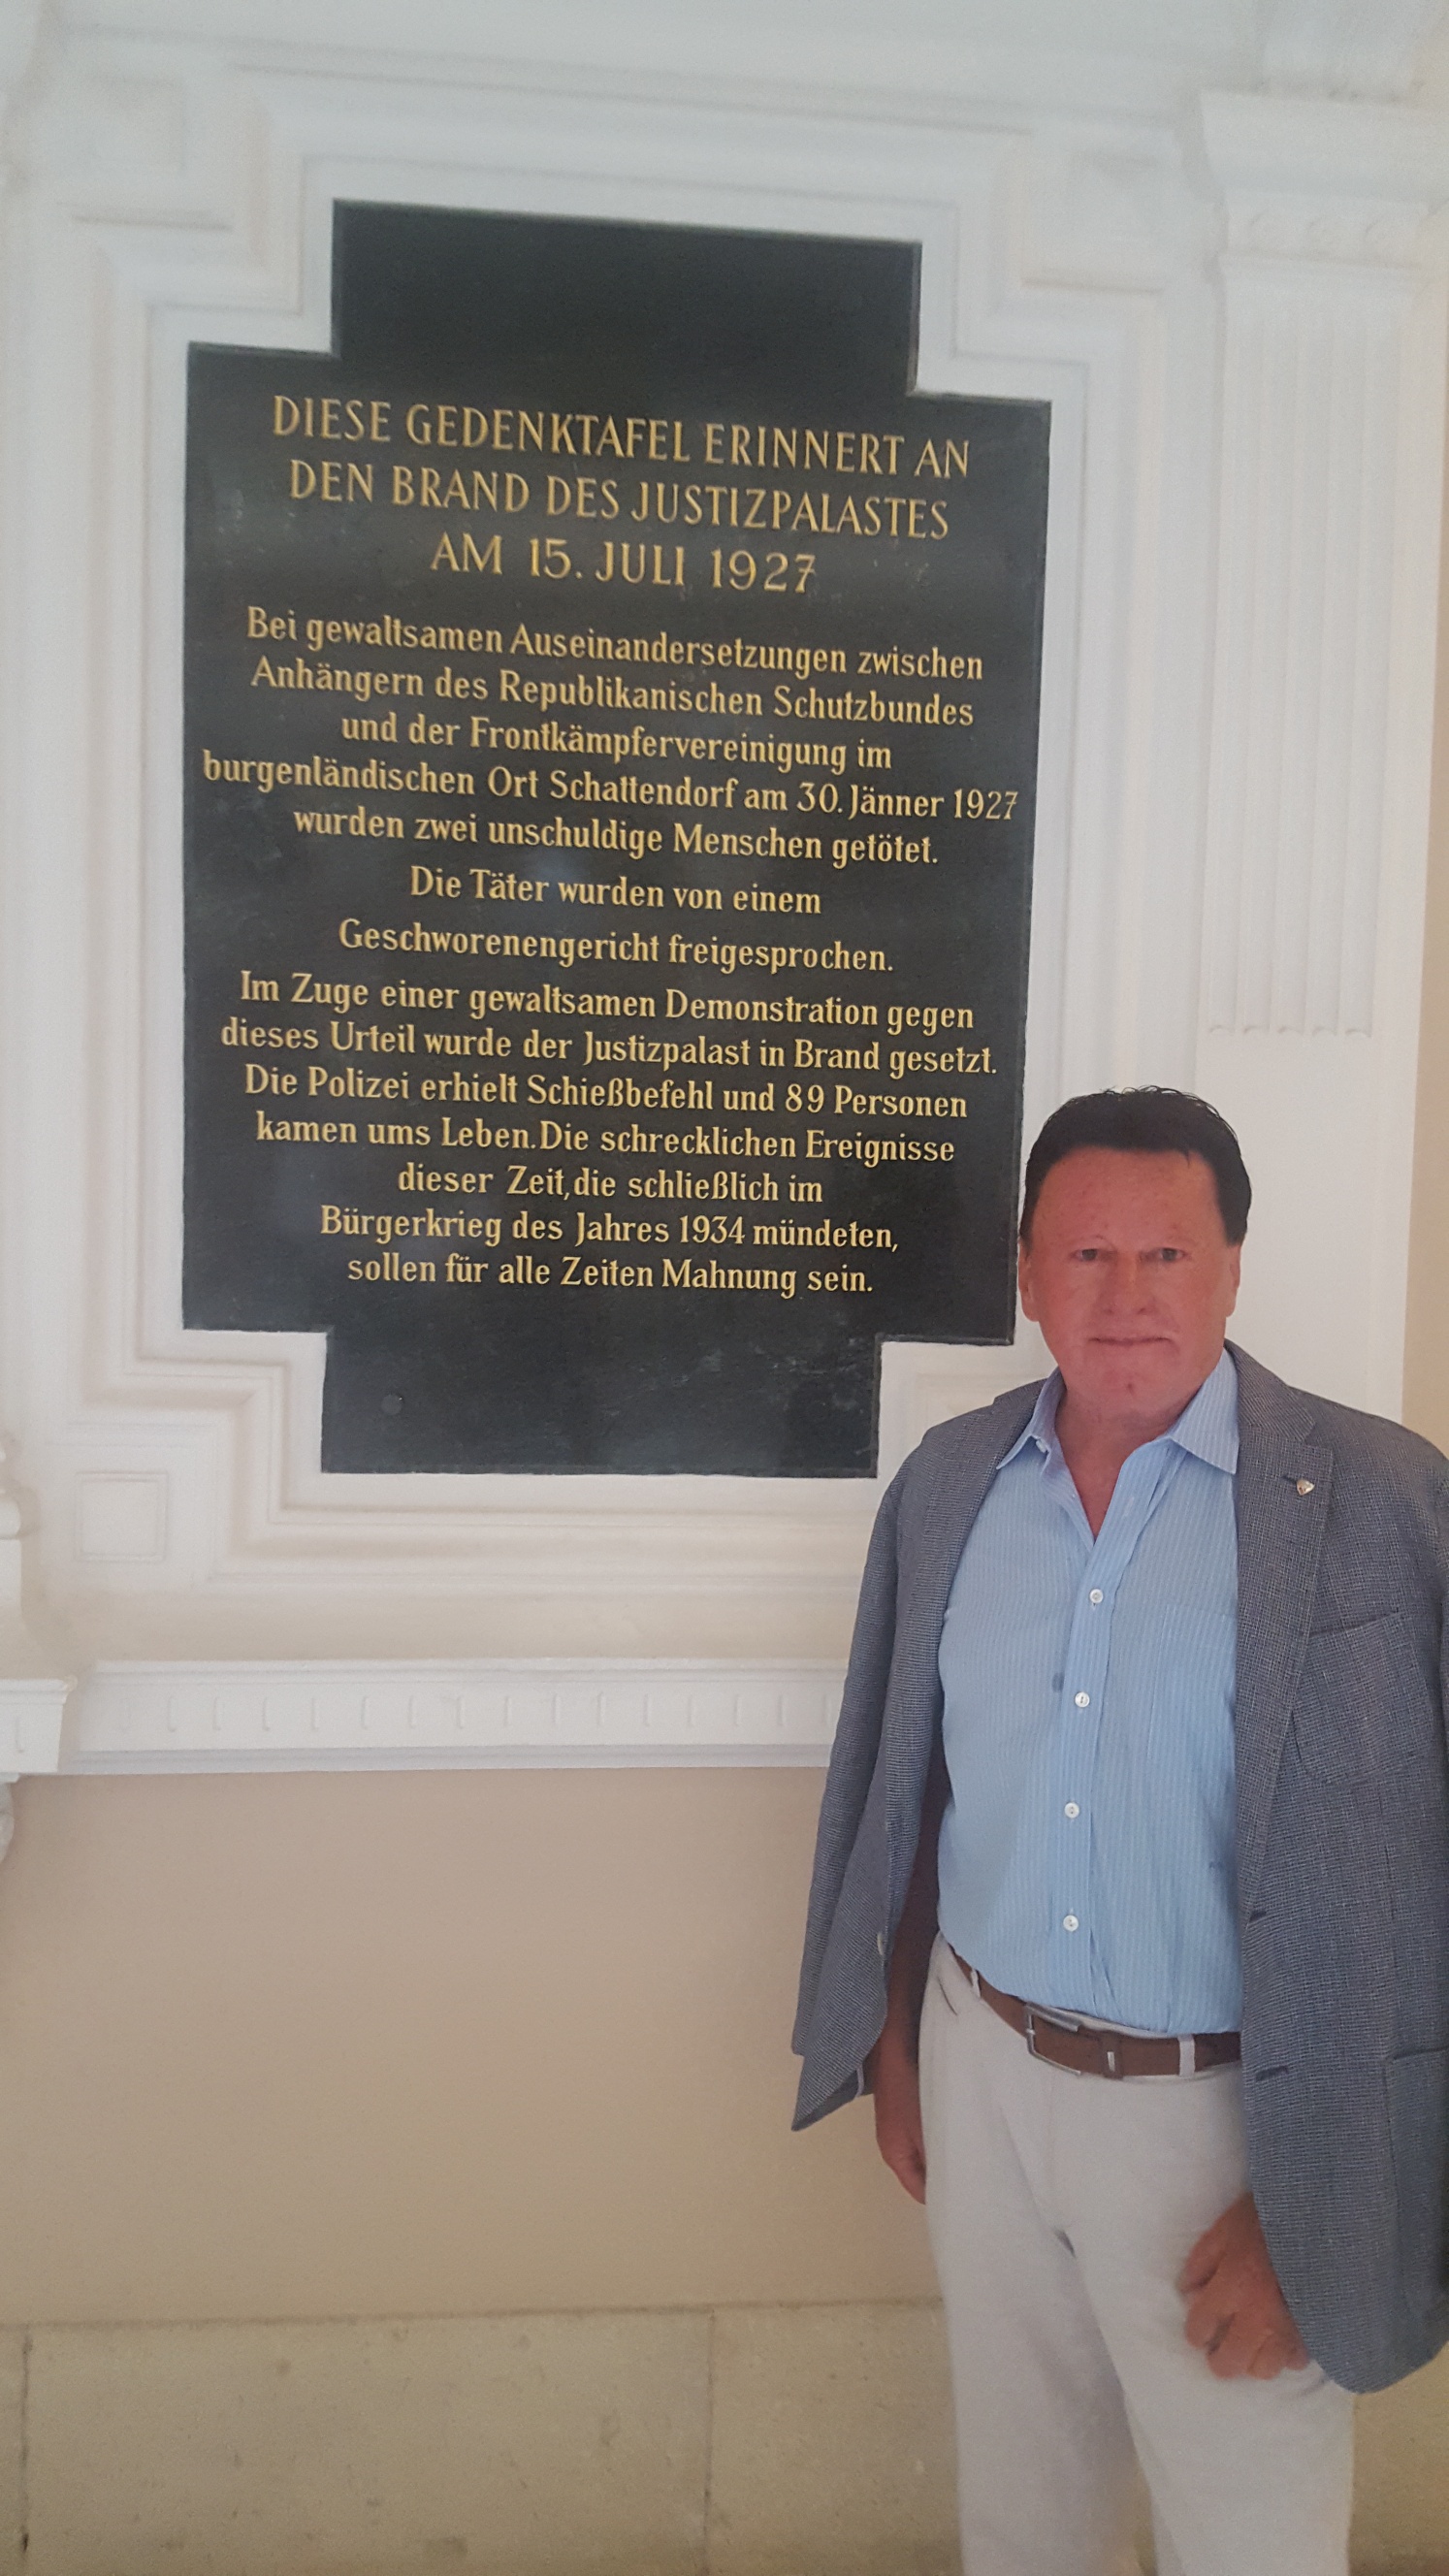 DIESE GEDENKTAFEL ERINNERT AN
DEN BRAND DES JUSTIZPALASTES
AM 15. JULI 1927
Bei gewaltsamen Auseinandersetzungen zwischen
Anhängern des Republikanischen Schutzbundes
und der Frontkämpfervereinigung im
burgenländischen Ort Schattendorf am 30. Jänner 1927
wurden zwei unschuldige Menschen getötet.
Die Täter wurden von einem
Geschworenengericht freigesprochen.
Im Zuge einer gewaltsamen Demonstration gegen
dieses Urteil wurde der Justizpalast in Brand gesetzt.
Die Polizei erhielt Schießbefehl und 89 Personen
kamen ums Leben. Die schrecklichen Ereignisse
dieser Zeit, die schließlich im
Bürgerkrieg des Jahres 1934 mündeten,
sollen für alle Zeiten Mahnung sein.